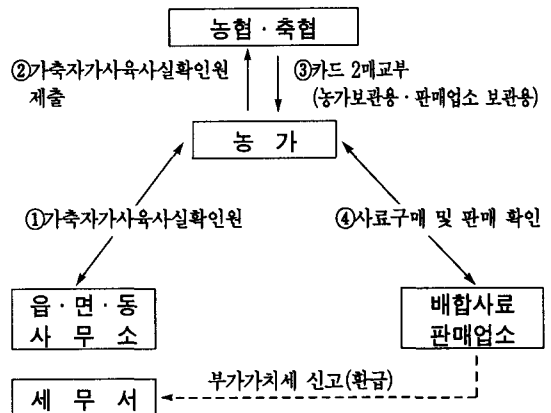 농협·축협
②가축자가사육사실확인원
제출
③카드 2매교부
(농가보관용·판매업소 보관용)
농 가
①가축자가사육사실확인원
④사료구매 및 판매 확인
읍·면·동
사 무 소
배합사료
판매업소
부가가치세 신고(환급)
세 무 서